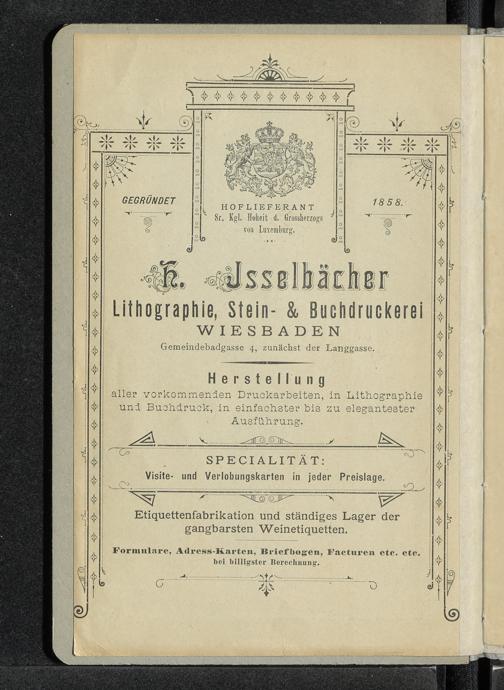 GEGRÜNDET
1858.
HOFLIEFERANT
Sr. Kgl. Hoheit d. Grossherzogs
von Luxemburg.
H. Isselbächer
Lithographie, Stein- & Buchdruckerei
WIESBADEN
Gemeindebadgasse 4, zunächst der Langgasse.
Herstellung
aller vorkommenden Druckarbeiten, in Lithographie
und Buchdruck, in einfachster bis zu elegantester
Ausführung.
SPECIALITÄT:
Visite- und Verlobungskarten in jeder Preislage.
Etiquettenfabrikation und ständiges Lager der
gangbarsten Weinetiquetten.
Formulare, Adress-Karten, Briefbogen, Facturen etc. etc.
bei billigster Berechnung.